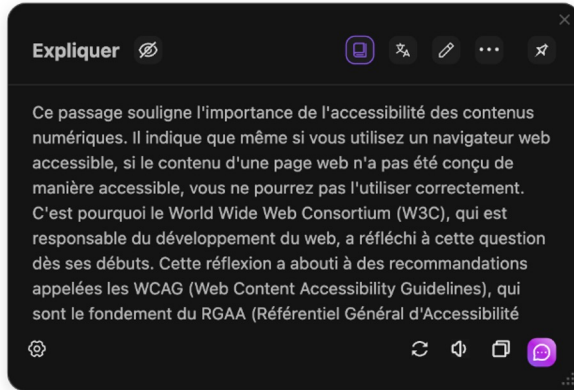 Expliquer
Ce passage souligne l'importance de l'accessibilité des contenus
numériques. Il indique que même si vous utilisez un navigateur web
accessible, si le contenu d'une page web n'a pas été conçu de
manière accessible, vous ne pourrez pas l'utiliser correctement.
C'est pourquoi le World Wide Web Consortium (W3C), qui est
responsable du développement du web, a réfléchi à cette question
dès ses débuts. Cette réflexion a abouti à des recommandations
appelées les WCAG (Web Content Accessibility Guidelines), qui
sont le fondement du RGAA (Référentiel Général d'Accessibilité